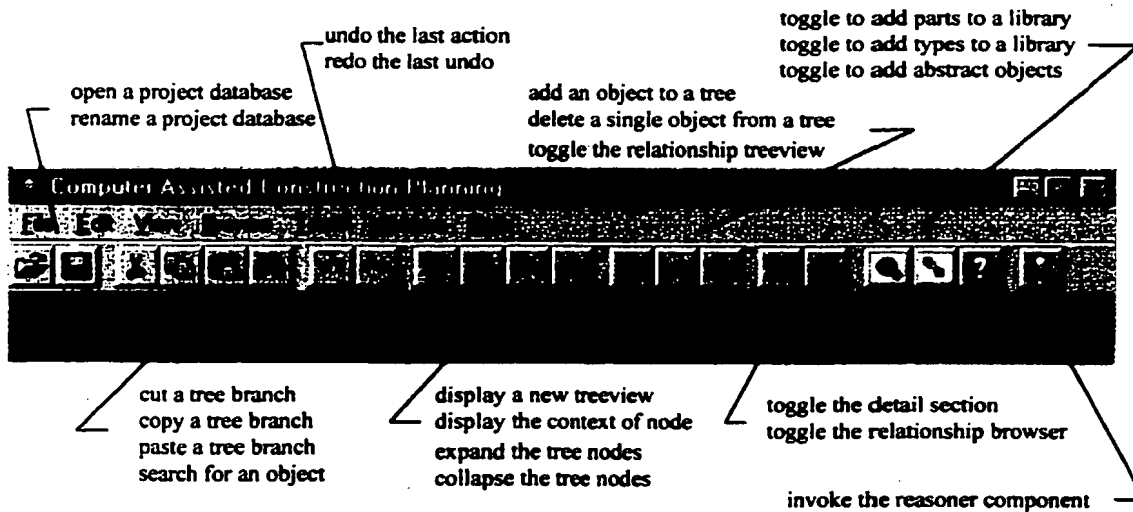 toggle to add parts to a library
toggle to add types to a library
toggle to add abstract objects
undo the last action
redo the last undo
open a project database
rename a project database
add an object to a tree
delete a single object from a tree
toggle the relationship treeview
Computer Assisted Construction Planning
File Edit View
?
cut a tree branch
copy a tree branch
paste a tree branch
search for an object
display a new treeview
display the context of node
expand the tree nodes
collapse the tree nodes
toggle the detail section
toggle the relationship browser
invoke the reasoner component